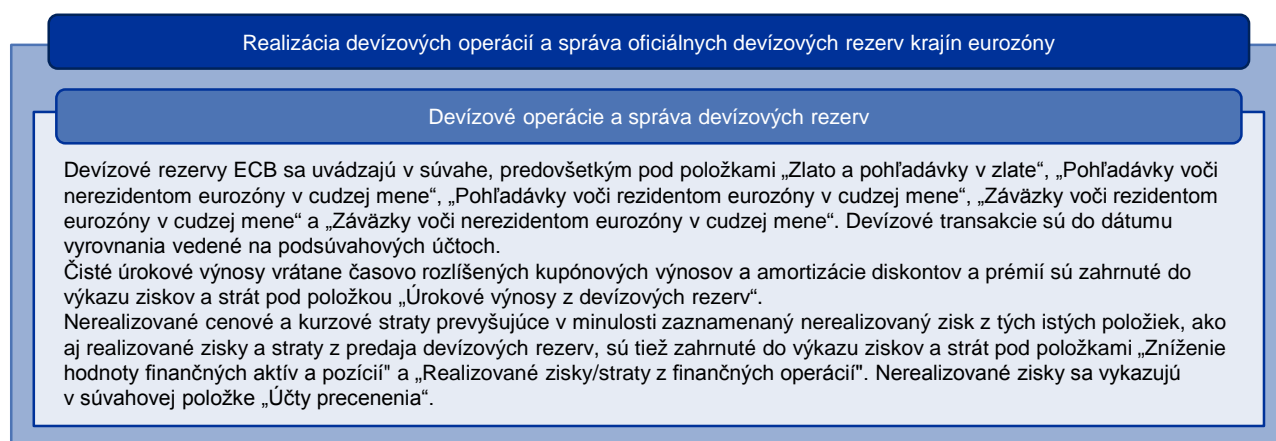 Realizácia devízových operácií a správa oficiálnych devízových rezerv krajín eurozóny
Devízové operácie a správa devízových rezerv
Devízové rezervy ECB sa uvádzajú v súvahe, predovšetkým pod položkami „Zlato a pohľadávky v zlate“, „Pohľadávky voči
nerezidentom eurozóny v cudzej mene“, „Pohľadávky voči rezidentom eurozóny v cudzej mene“, „Záväzky voči rezidentom
eurozóny v cudzej mene“ a „Záväzky voči nerezidentom eurozóny v cudzej mene“. Devízové transakcie sú do dátumu
vyrovnania vedené na podsúvahových účtoch.
Čisté úrokové výnosy vrátane časovo rozlíšených kupónových výnosov a amortizácie diskontov a prémií sú zahrnuté do
výkazu ziskov a strát pod položkou „Úrokové výnosy z devízových rezerv“.
Nerealizované cenové a kurzové straty prevyšujúce v minulosti zaznamenaný nerealizovaný zisk z tých istých položiek, ako
aj realizované zisky a straty z predaja devízových rezerv, sú tiež zahrnuté do výkazu ziskov a strát pod položkami „Zníženie
hodnoty finančných aktív a pozícií" a „Realizované zisky/straty z finančných operácií". Nerealizované zisky sa vykazujú
v súvahovej položke „Účty precenenia“.